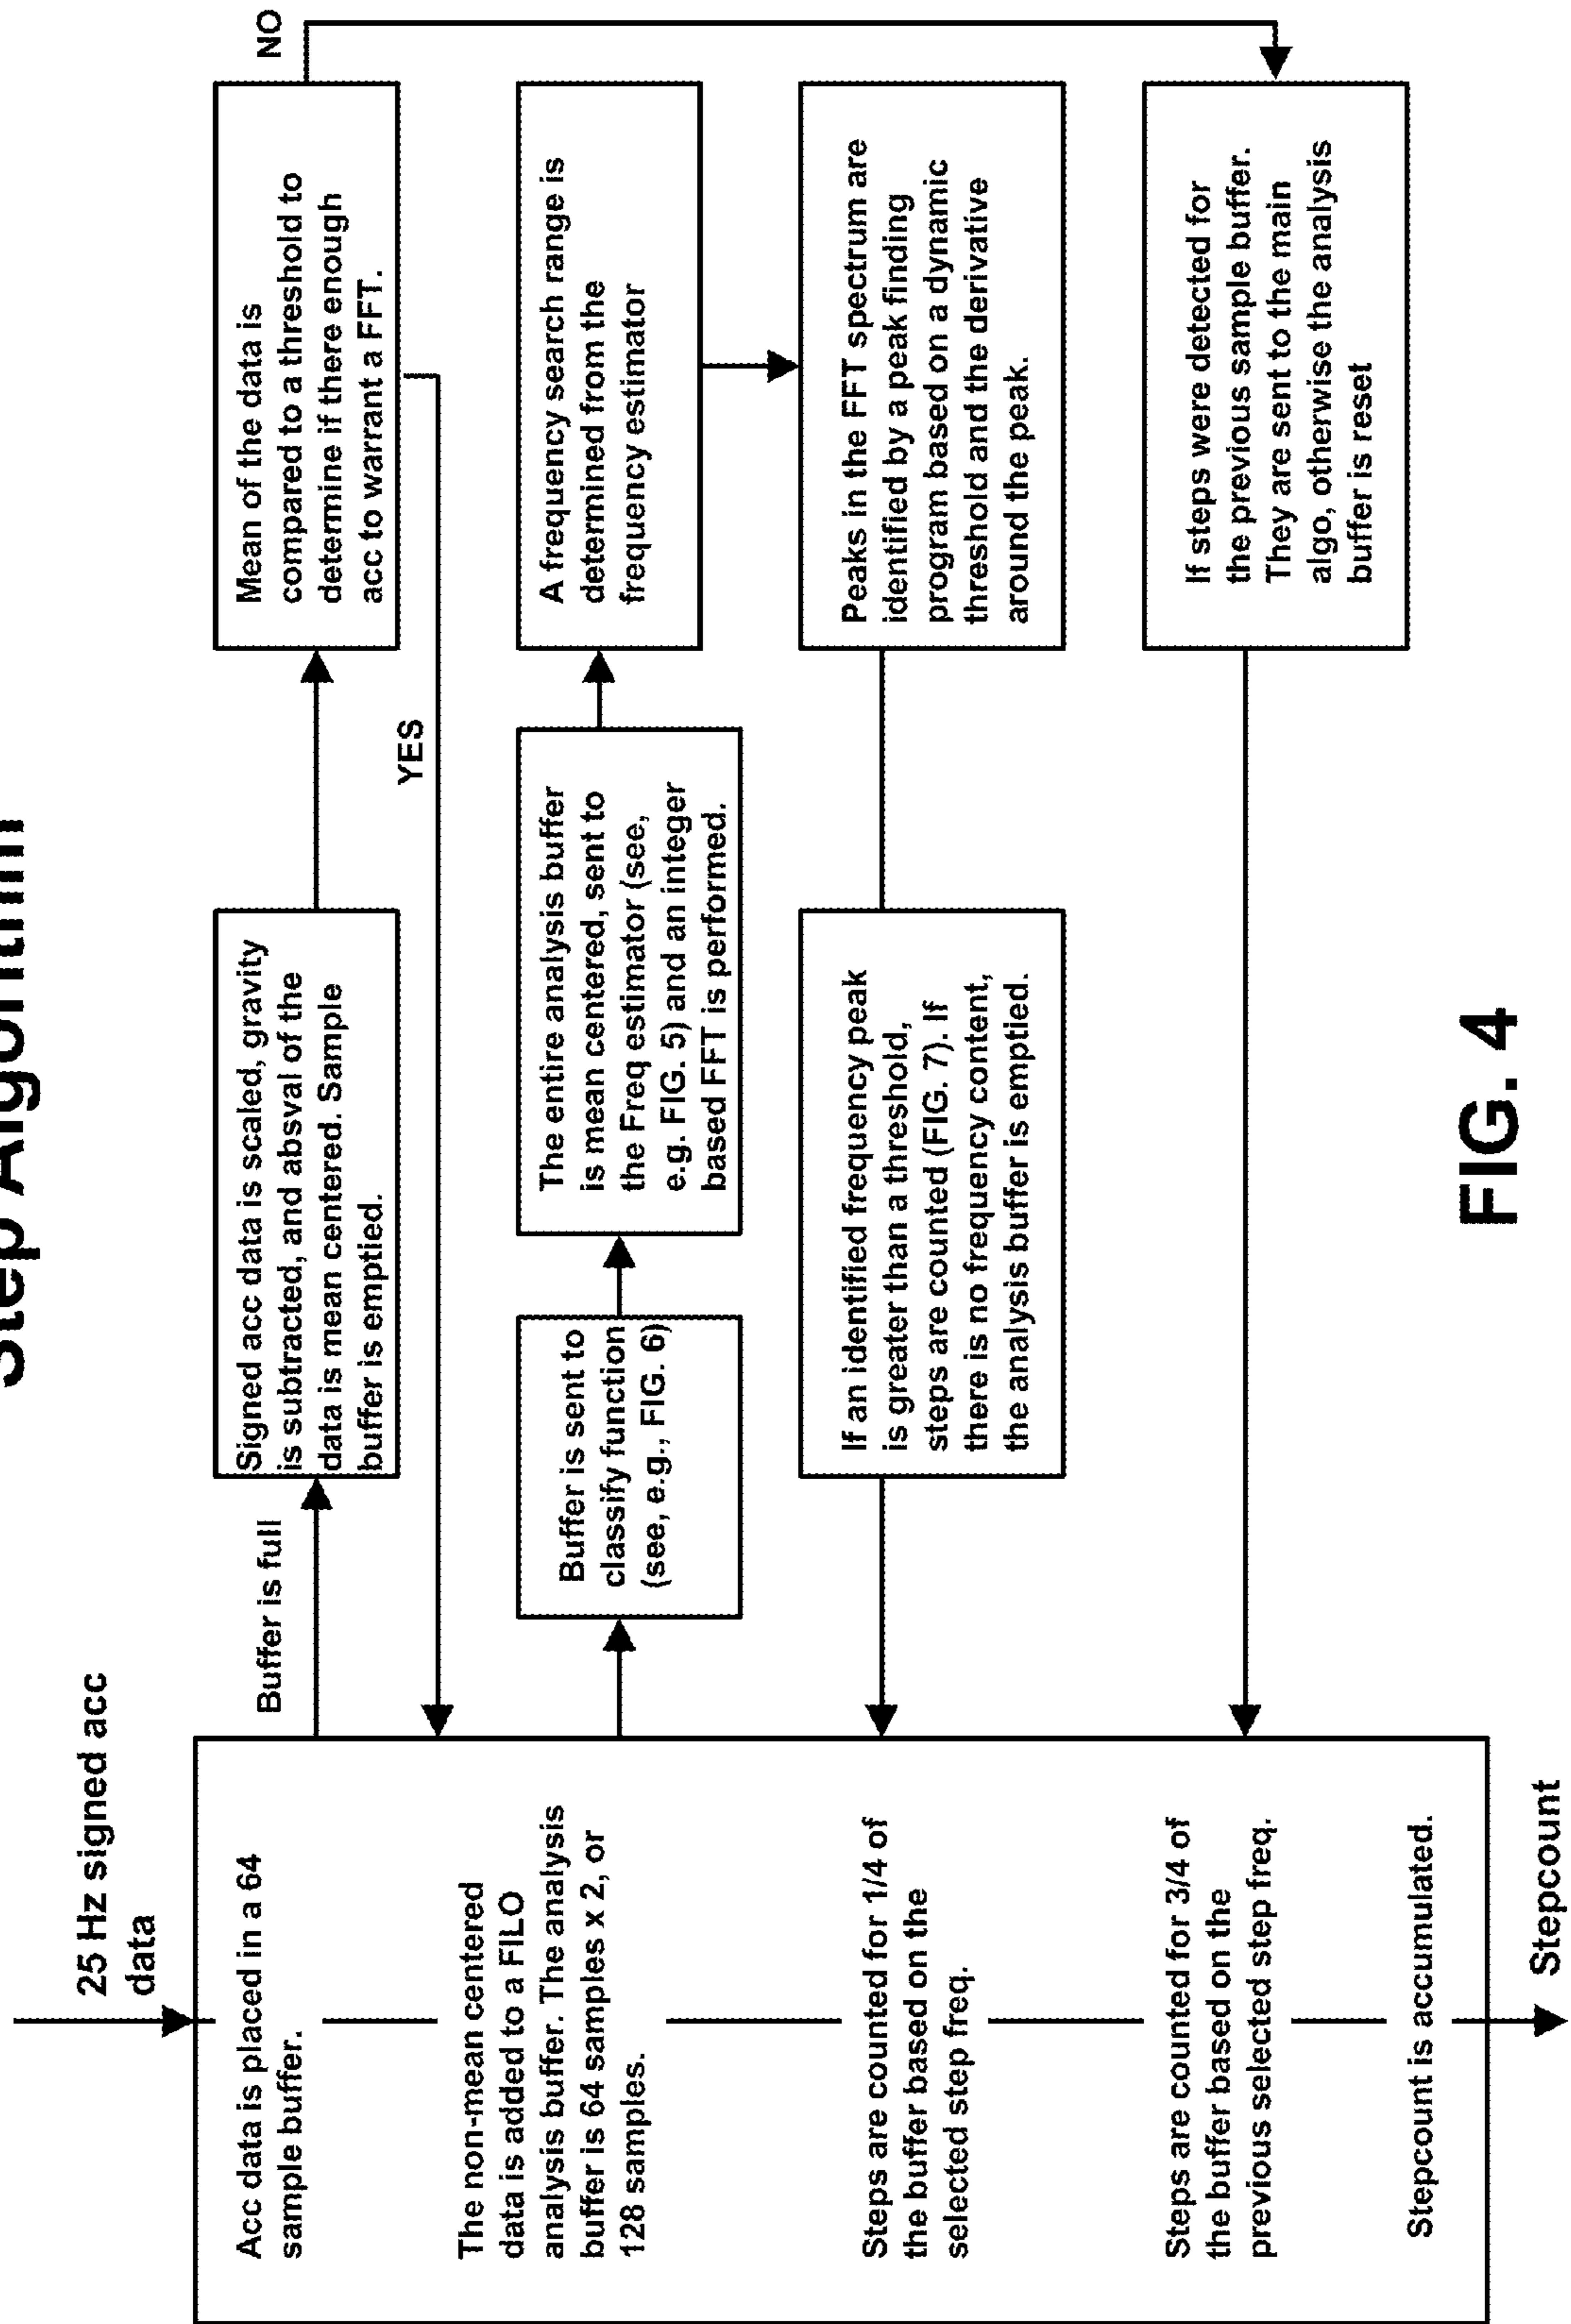 Step Algorithm
25 Hz signed acc
data
Acc data is placed in a 64
sample buffer.
Buffer is full
Signed acc data is scaled, gravity
is subtracted, and absval of the
data is mean centered. Sample
buffer is emptied.
Mean of the data is
compared to a threshold to
determine if there enough
acc to warrant a FFT.
NO
YES
The non-mean centered
data is added to a FILO
analysis buffer. The analysis
buffer is 64 samples x 2, or
128 samples.
Buffer is sent to
classify function
(see, e.g., FIG. 6)
The entire analysis buffer
is mean centered, sent to
the Freq estimator (see,
e.g. FIG. 5) and an integer
based FFT is performed.
A frequency search range is
determined from the
frequency estimator
Peaks in the FFT spectrum are
identified by a peak finding
program based on a dynamic
threshold and the derivative
around the peak.
If an identified frequency peak
is greater than a threshold,
steps are counted (FIG. 7). If
there is no frequency content,
the analysis buffer is emptied.
Steps are counted for 1/4 of
the buffer based on the
selected step freq.
If steps were detected for
the previous sample buffer.
They are sent to the main
algo, otherwise the analysis
buffer is reset
Steps are counted for 3/4 of
the buffer based on the
previous selected step freq.
Stepcount is accumulated.
Stepcount
FIG. 4